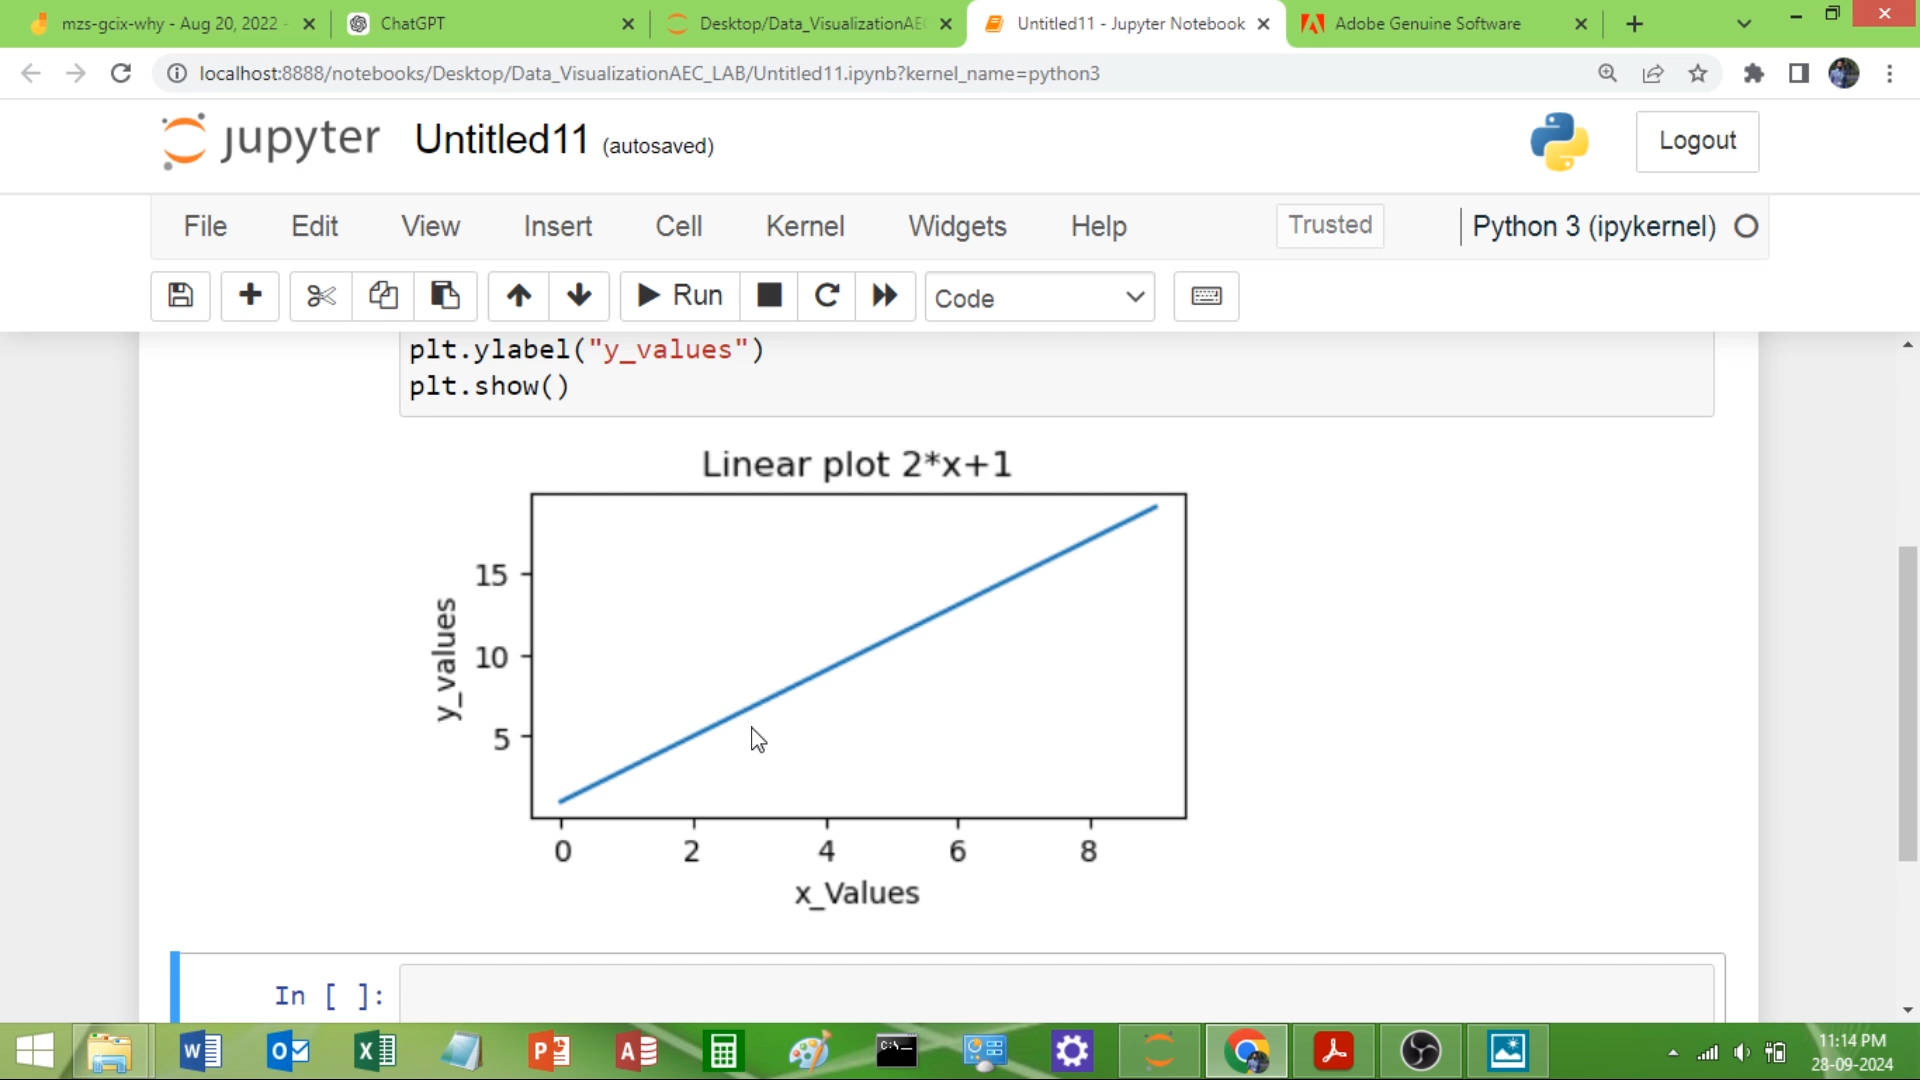 mzs-gcix-why - Aug 20, 2022 -
ChatGPT
Desktop/Data_VisualizationAEC
Untitled11 - Jupyter Notebook
Adobe Genuine Software
localhost:8888/notebooks/Desktop/Data_VisualizationAEC_LAB/Untitled11.ipynb?kernel_name=python3
jupyter Untitled11 (autosaved)
Logout
File Edit View Insert Cell Kernel Widgets Help
Trusted
Python 3 (ipykernel)
Run
Code
plt.ylabel("y_values")
plt.show()
Linear plot 2*x+1
15
10
5
y_values
0 2 4 6 8
x_Values
In [ ]:
11:14 PM
28-09-2024